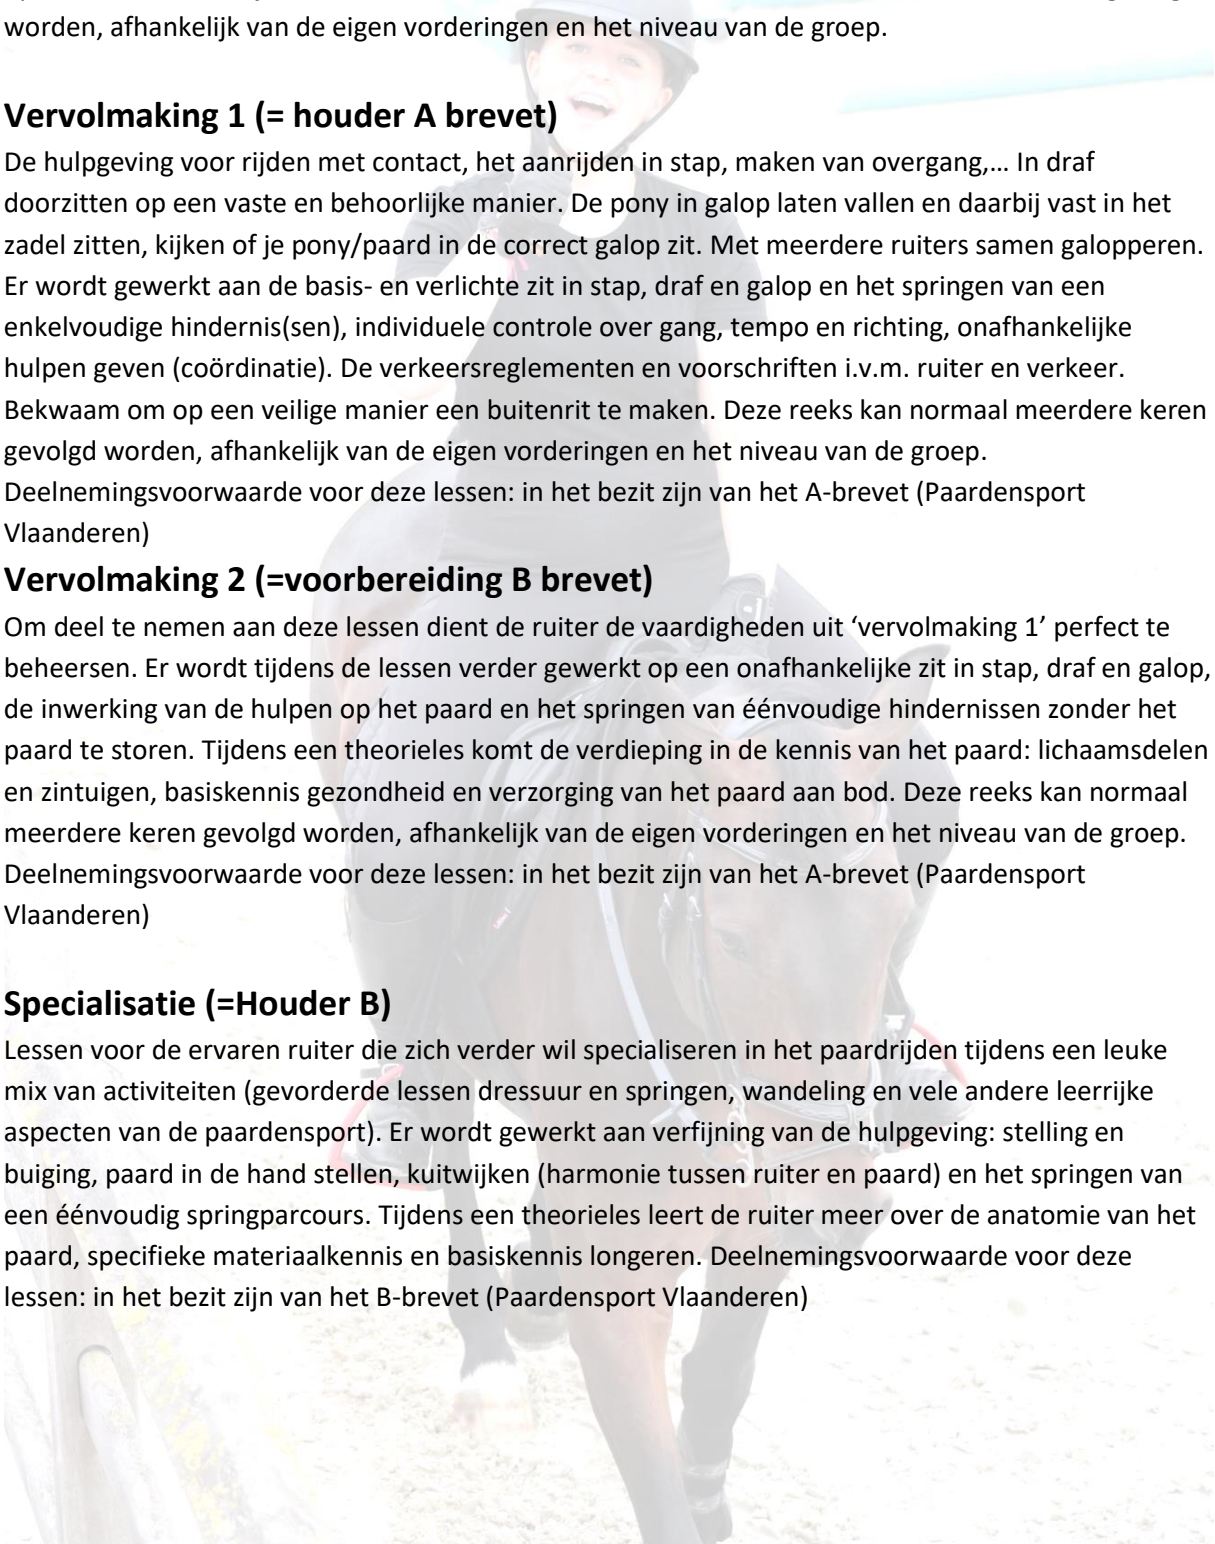 worden, afhankelijk van de eigen vorderingen en het niveau van de groep.
Vervolmaking 1 (= houder A brevet)
De hulpgeving voor rijden met contact, het aanrijden in stap, maken van overgang,… In draf
doorzitten op een vaste en behoorlijke manier. De pony in galop laten vallen en daarbij vast in het
zadel zitten, kijken of je pony/paard in de correct galop zit. Met meerdere ruiters samen galopperen.
Er wordt gewerkt aan de basis- en verlichte zit in stap, draf en galop en het springen van een
enkelvoudige hindernis(sen), individuele controle over gang, tempo en richting, onafhankelijke
hulpen geven (coördinatie). De verkeersreglementen en voorschriften i.v.m. ruiter en verkeer.
Bekwaam om op een veilige manier een buitenrit te maken. Deze reeks kan normaal meerdere keren
gevolgd worden, afhankelijk van de eigen vorderingen en het niveau van de groep.
Deelnemingsvoorwaarde voor deze lessen: in het bezit zijn van het A-brevet (Paardensport
Vlaanderen)
Vervolmaking 2 (=voorbereiding B brevet)
Om deel te nemen aan deze lessen dient de ruiter de vaardigheden uit ‘vervolmaking 1’ perfect te
beheersen. Er wordt tijdens de lessen verder gewerkt op een onafhankelijke zit in stap, draf en galop,
de inwerking van de hulpen op het paard en het springen van éénvoudige hindernissen zonder het
paard te storen. Tijdens een theorieles komt de verdieping in de kennis van het paard: lichaamsdelen
en zintuigen, basiskennis gezondheid en verzorging van het paard aan bod. Deze reeks kan normaal
meerdere keren gevolgd worden, afhankelijk van de eigen vorderingen en het niveau van de groep.
Deelnemingsvoorwaarde voor deze lessen: in het bezit zijn van het A-brevet (Paardensport
Vlaanderen)
Specialisatie (=Houder B)
Lessen voor de ervaren ruiter die zich verder wil specialiseren in het paardrijden tijdens een leuke
mix van activiteiten (gevorderde lessen dressuur en springen, wandeling en vele andere leerrijke
aspecten van de paardensport). Er wordt gewerkt aan verfijning van de hulpgeving: stelling en
buiging, paard in de hand stellen, kuitwijken (harmonie tussen ruiter en paard) en het springen van
een éénvoudig springparcours. Tijdens een theorieles leert de ruiter meer over de anatomie van het
paard, specifieke materiaalkennis en basiskennis longeren. Deelnemingsvoorwaarde voor deze
lessen: in het bezit zijn van het B-brevet (Paardensport Vlaanderen)